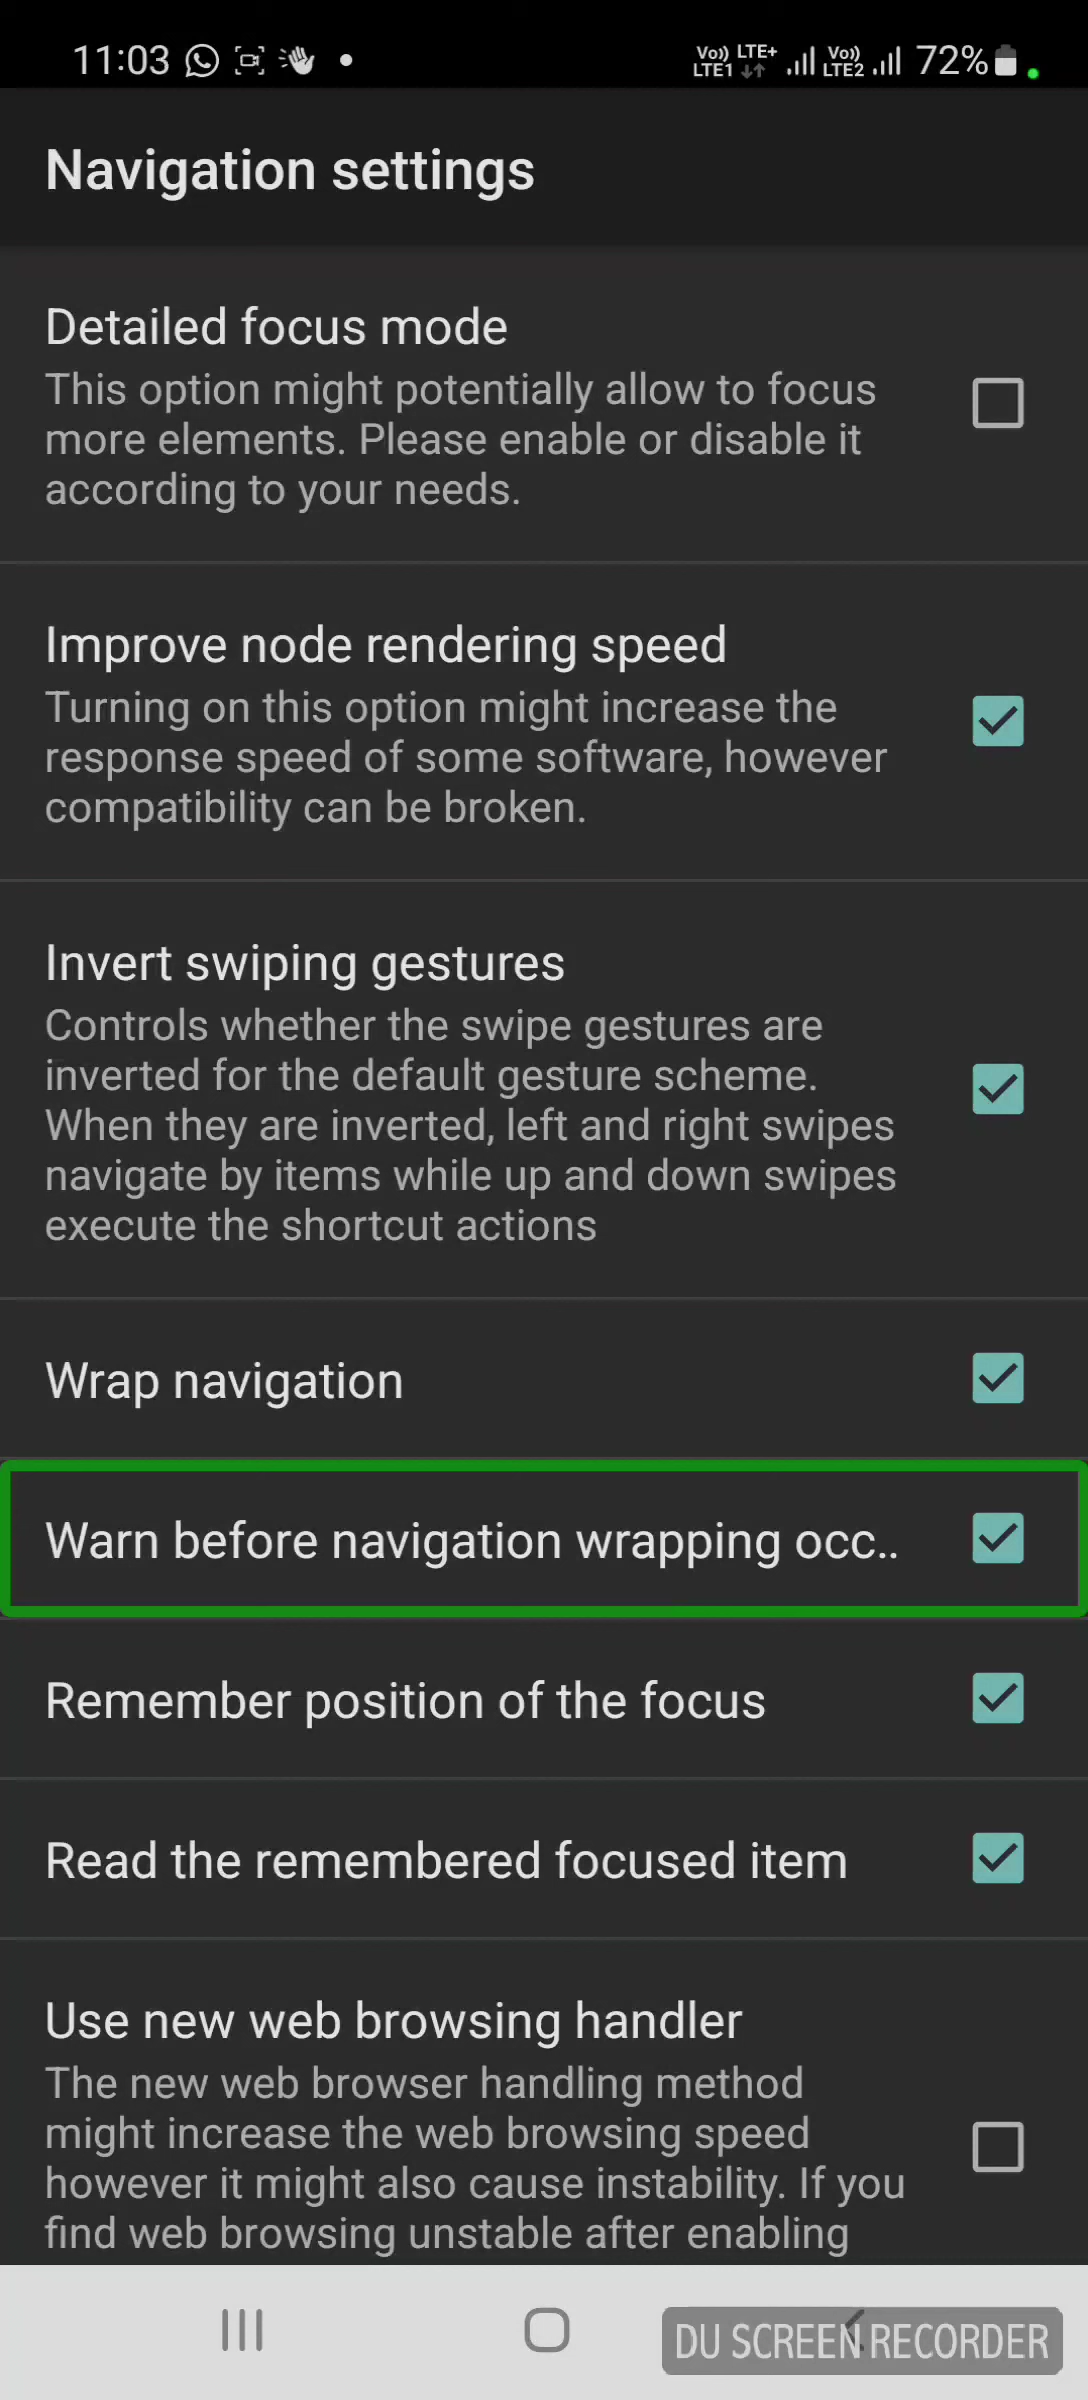 11:03
Vo)) LTE+
LTE1
Vo))
LTE2
72%
Navigation settings
Detailed focus mode
This option might potentially allow to focus
more elements. Please enable or disable it
according to your needs.
Improve node rendering speed
Turning on this option might increase the
response speed of some software, however
compatibility can be broken.
Invert swiping gestures
Controls whether the swipe gestures are
inverted for the default gesture scheme.
When they are inverted, left and right swipes
navigate by items while up and down swipes
execute the shortcut actions
Wrap navigation
Warn before navigation wrapping occ..
Remember position of the focus
Read the remembered focused item
Use new web browsing handler
The new web browser handling method
might increase the web browsing speed
however it might also cause instability. If you
find web browsing unstable after enabling
DU SCREEN RECORDER